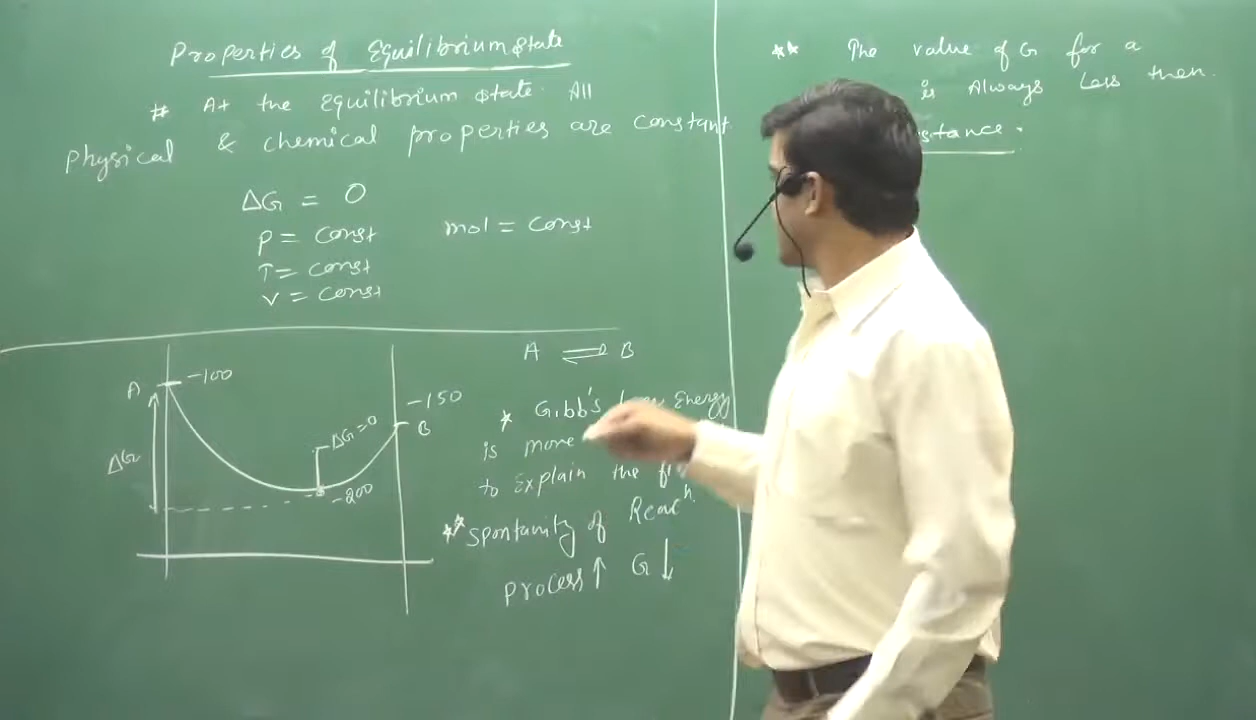 Properties of Equilibrium State
# At the Equilibrium State. All
Physical & chemical properties are constant
ΔG = 0
P = Const
mol = Const
T = Const
V = Const
A ⇌ B
A
-100
-150
B
ΔG
ΔG=0
-200
* Gibb's Energy
is more
to Explain the
** Spontanity of Reac^n.
Process ↑ G ↓
** The value of G for a
is Always Less then.
stance.